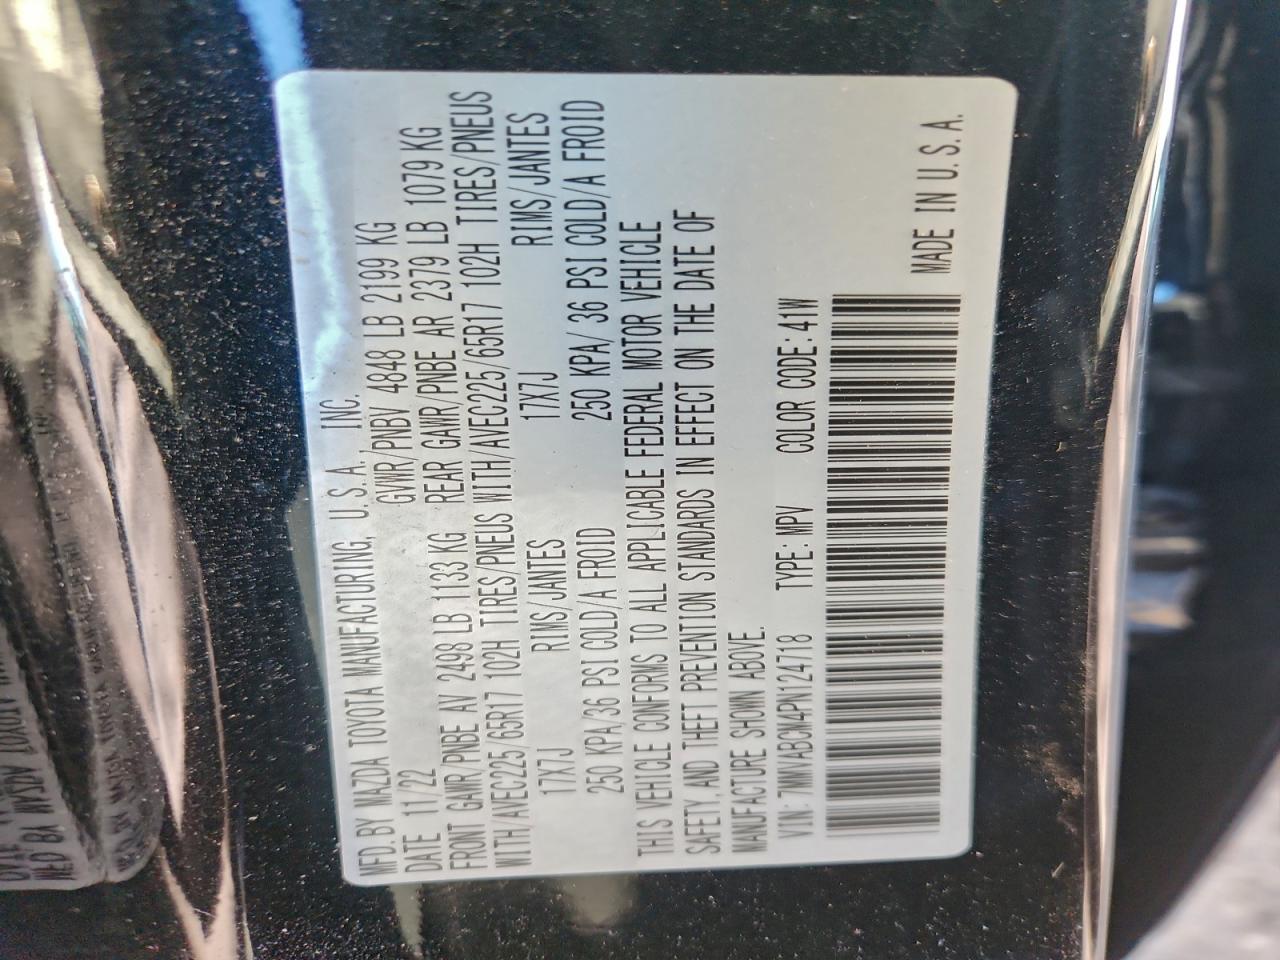 MFD. BY MAZDA TOYOTA MANUFACTURING, U.S.A., INC.
DATE 11/22 GVWR/PNBV 4848 LB 2199 KG
FRONT GAWR/PNBE AV 2498 LB 1133 KG REAR GAWR/PNBE AR 2379 LB 1079 KG
WITH/AVEC225/65R17 102H TIRES/PNEUS WITH/AVEC225/65R17 102H TIRES/PNEUS
17X7J RIMS/JANTES 17X7J RIMS/JANTES
250 KPA/36 PSI COLD/A FROID 250 KPA/ 36 PSI COLD/A FROID
THIS VEHICLE CONFORMS TO ALL APPLICABLE FEDERAL MOTOR VEHICLE
SAFETY,AND THEFT PREVENTION STANDARDS IN EFFECT ON THE DATE OF
MANUFACTURE SHOWN ABOVE.
VIN: 7MMVABCM4PN124718 TYPE: MPV COLOR CODE: 41W
MADE IN U.S.A.